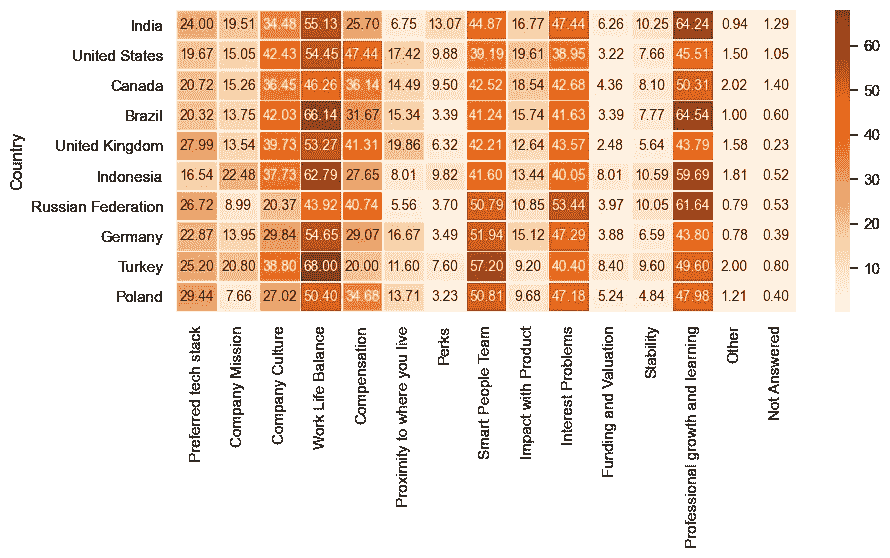 India 24.00 19.51 34.48 55.13 25.70 6.75 13.07 44.87 16.77 47.44 6.26 10.25 64.24 0.94 1.29
United States 19.67 15.05 42.43 54.45 47.44 17.42 9.88 39.19 19.61 38.95 3.22 7.66 45.51 1.50 1.05
Canada 20.72 15.26 36.45 46.26 36.14 14.49 9.50 42.52 18.54 42.68 4.36 8.10 50.31 2.02 1.40
Brazil 20.32 13.75 42.03 66.14 31.67 15.34 3.39 41.24 15.74 41.63 3.39 7.77 64.54 1.00 0.60
United Kingdom 27.99 13.54 39.73 53.27 41.31 19.86 6.32 42.21 12.64 43.57 2.48 5.64 43.79 1.58 0.23
Indonesia 16.54 22.48 37.73 62.79 27.65 8.01 9.82 41.60 13.44 40.05 8.01 10.59 59.69 1.81 0.52
Russian Federation 26.72 8.99 20.37 43.92 40.74 5.56 3.70 50.79 10.85 53.44 3.97 10.05 61.64 0.79 0.53
Germany 22.87 13.95 29.84 54.65 29.07 16.67 3.49 51.94 15.12 47.29 3.88 6.59 43.80 0.78 0.39
Turkey 25.20 20.80 38.80 68.00 20.00 11.60 7.60 57.20 9.20 40.40 8.40 9.60 49.60 2.00 0.80
Poland 29.44 7.66 27.02 50.40 34.68 13.71 3.23 50.81 9.68 47.18 5.24 4.84 47.98 1.21 0.40
Country
Preferred tech stack
Company Mission
Company Culture
Work Life Balance
Compensation
Proximity to where you live
Perks
Smart People Team
Impact with Product
Interest Problems
Funding and Valuation
Stability
Professional growth and learning
Other
Not Answered
60
50
40
30
20
10